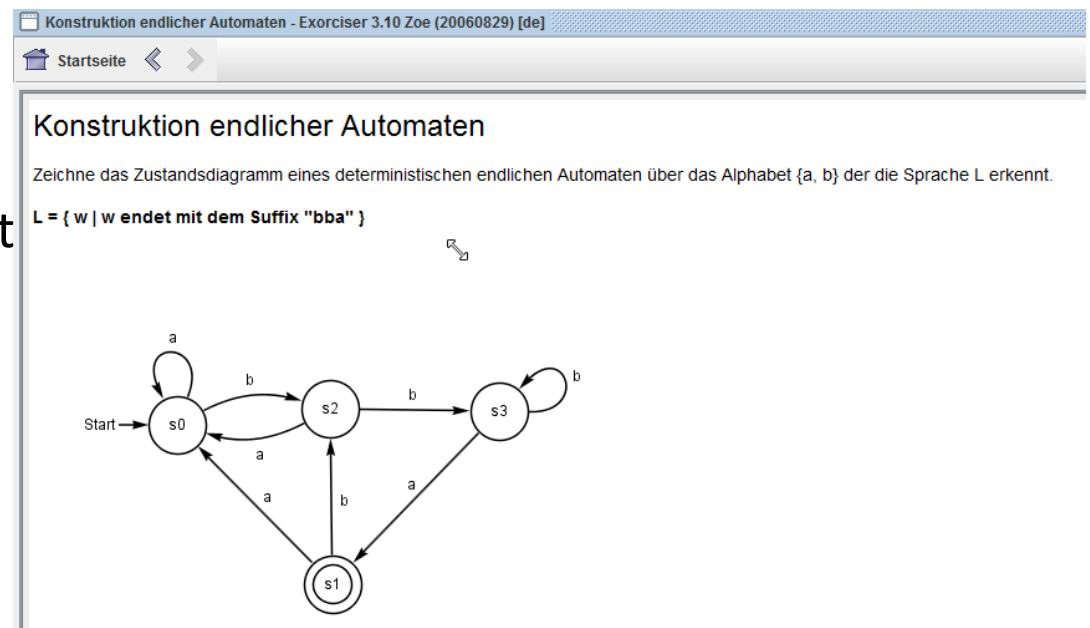 Konstruktion endlicher Automaten - Exorciser 3.10 Zoe (20060829) [de]
Startseite
Konstruktion endlicher Automaten
Zeichne das Zustandsdiagramm eines deterministischen endlichen Automaten über das Alphabet {a, b} der die Sprache L erkennt.
t
L = { w | w endet mit dem Suffix "bba" }
a
b
b
b
Start
s0
s2
s3
a
a
a
b
s1